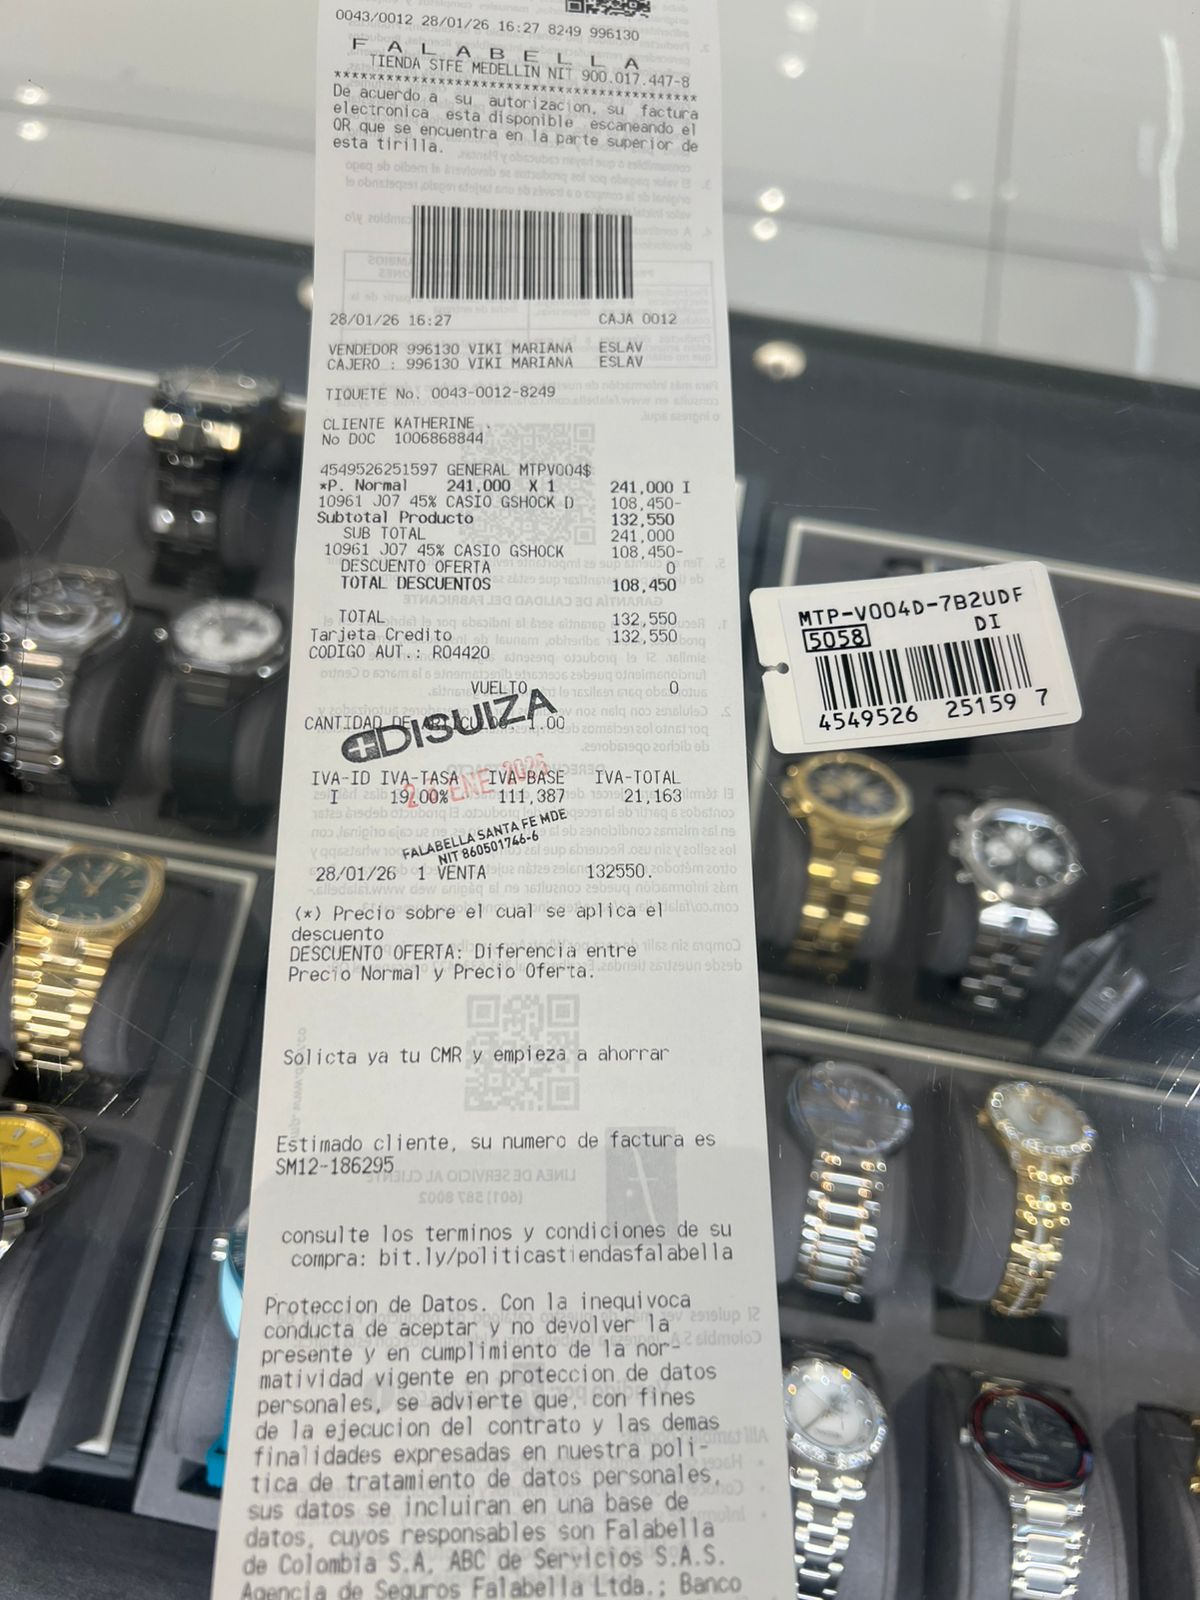 0043/0012 28/01/26 16:27 8249 996130
FALABELLA
TIENDA STFE MEDELLIN NIT 900.017.447-8
****************************************
De acuerdo a su autorizacion, su factura
electronica esta disponible escaneando el
QR que se encuentra en la parte superior de
esta tirilla.
28/01/26 16:27 CAJA 0012
VENDEDOR 996130 VIKI MARIANA ESLAV
CAJERO : 996130 VIKI MARIANA ESLAV
TIQUETE No. 0043-0012-8249
CLIENTE KATHERINE .
No DOC 1006868844
4549526251597 GENERAL MTPV004$
*P. Normal 241,000 X 1 241,000 I
10961 J07 45% CASIO GSHOCK D 108,450-
Subtotal Producto 132,550
SUB TOTAL 241,000
10961 J07 45% CASIO GSHOCK 108,450-
DESCUENTO OFERTA 0
TOTAL DESCUENTOS 108,450
TOTAL 132,550
Tarjeta Credito 132,550
CODIGO AUT.: R04420
VUELTO 0
CANTIDAD DE 1.00
DISUIZA
IVA-ID IVA-TASA IVA-BASE IVA-TOTAL
I 19.00% 111,387 21,163
ENE 2026
FALABELLA SANTA FE MDE
NIT 860501746-6
28/01/26 1 VENTA 132550.
(*) Precio sobre el cual se aplica el
descuento
DESCUENTO OFERTA: Diferencia entre
Precio Normal y Precio Oferta.
Solicta ya tu CMR y empieza a ahorrar
Estimado cliente, su numero de factura es
SM12-186295
consulte los terminos y condiciones de su
compra: bit.ly/politicastiendasfalabella
Proteccion de Datos. Con la inequivoca
conducta de aceptar y no devolver la
presente y en cumplimiento de la nor-
matividad vigente en proteccion de datos
personales, se advierte que, con fines
de la ejecucion del contrato y las demas
finalidades expresadas en nuestra poli-
tica de tratamiento de datos personales,
sus datos se incluiran en una base de
datos, cuyos responsables son Falabella
de Colombia S.A, ABC de Servicios S.A.S.
Agencia de Seguros Falabella Ltda.; Banco
MTP-V004D-7B2UDF
5058 DI
4549526 25159 7